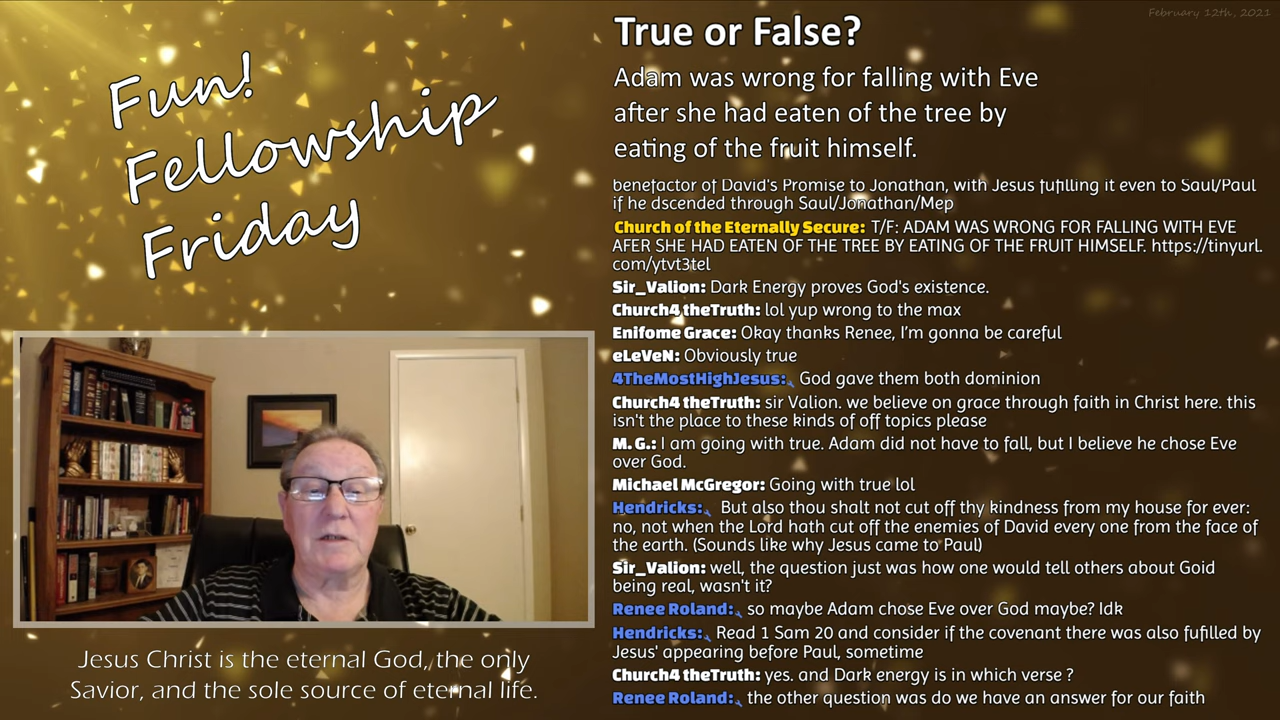 February 12th, 2021
Fun!
Fellowship
Friday
True or False?
Adam was wrong for falling with Eve
after she had eaten of the tree by
eating of the fruit himself.
benefactor of David's Promise to Jonathan, with Jesus fufilling it even to Saul/Paul
if he dscended through Saul/Jonathan/Mep
Church of the Eternally Secure: T/F: ADAM WAS WRONG FOR FALLING WITH EVE
AFER SHE HAD EATEN OF THE TREE BY EATING OF THE FRUIT HIMSELF. https://tinyurl.
com/ytvt3tel
Sir_Valion: Dark Energy proves God's existence.
Church4 theTruth: lol yup wrong to the max
Enifome Grace: Okay thanks Renee, I'm gonna be careful
eLeVeN: Obviously true
4TheMostHighJesus: God gave them both dominion
Church4 theTruth: sir Valion. we believe on grace through faith in Christ here. this
isn't the place to these kinds of off topics please
M. G.: I am going with true. Adam did not have to fall, but I believe he chose Eve
over God.
Michael McGregor: Going with true lol
Hendricks: But also thou shalt not cut off thy kindness from my house for ever:
no, not when the Lord hath cut off the enemies of David every one from the face of
the earth. (Sounds like why Jesus came to Paul)
Sir_Valion: well, the question just was how one would tell others about Goid
being real, wasn't it?
Renee Roland: so maybe Adam chose Eve over God maybe? Idk
Hendricks: Read 1 Sam 20 and consider if the covenant there was also fufilled by
Jesus' appearing before Paul, sometime
Church4 theTruth: yes. and Dark energy is in which verse ?
Renee Roland: the other question was do we have an answer for our faith
Jesus Christ is the eternal God, the only
Savior, and the sole source of eternal life.